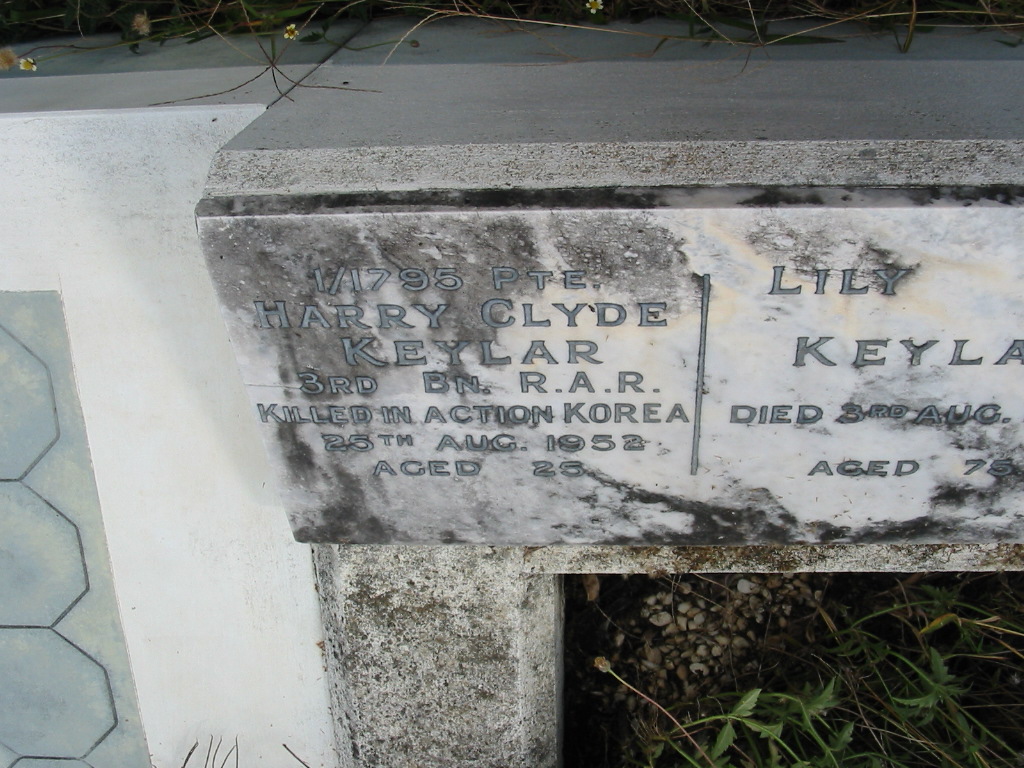 1/1795 PTE.
HARRY CLYDE
KEYLAR
3RD BN. R.A.R.
KILLED IN ACTION KOREA
25TH AUG. 1952
AGED 25
LILY
KEYLA
DIED 3RD AUG.
AGED 75